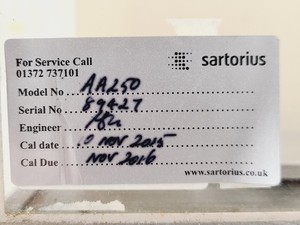 For Service Call
01372 737101
sartorius
Model No AA250
Serial No 89427
Engineer
Cal date NOV 2015
Cal Due NOV 2016
www.sartorius.co.uk